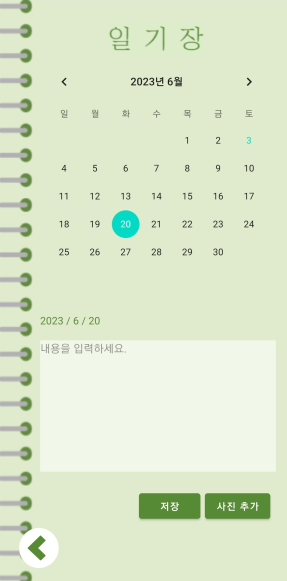 일 기 장
2023년 6월
일 월 화 수 목 금 토
1 2 3
4 5 6 7 8 9 10
11 12 13 14 15 16 17
18 19 20 21 22 23 24
25 26 27 28 29 30
2023 / 6 / 20
내용을 입력하세요.
저장 사진 추가